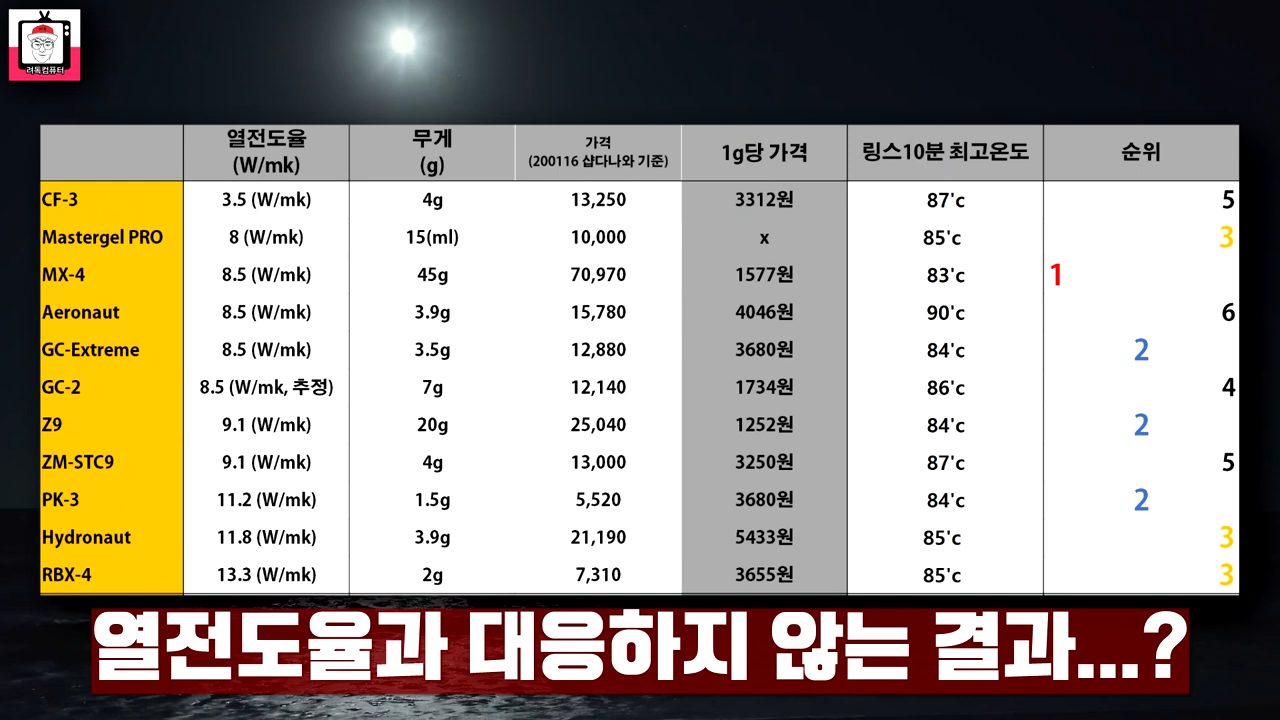 려독컴퓨터
열전도율 (W/mk) 무게 (g) 가격 (200116 샵다나와 기준) 1g당 가격 링스10분 최고온도 순위
CF-3 3.5 (W/mk) 4g 13,250 3312원 87'c 5
Mastergel PRO 8 (W/mk) 15(ml) 10,000 x 85'c 3
MX-4 8.5 (W/mk) 45g 70,970 1577원 83'c 1
Aeronaut 8.5 (W/mk) 3.9g 15,780 4046원 90'c 6
GC-Extreme 8.5 (W/mk) 3.5g 12,880 3680원 84'c 2
GC-2 8.5 (W/mk, 추정) 7g 12,140 1734원 86'c 4
Z9 9.1 (W/mk) 20g 25,040 1252원 84'c 2
ZM-STC9 9.1 (W/mk) 4g 13,000 3250원 87'c 5
PK-3 11.2 (W/mk) 1.5g 5,520 3680원 84'c 2
Hydronaut 11.8 (W/mk) 3.9g 21,190 5433원 85'c 3
RBX-4 13.3 (W/mk) 2g 7,310 3655원 85'c 3
열전도율과 대응하지 않는 결과...?